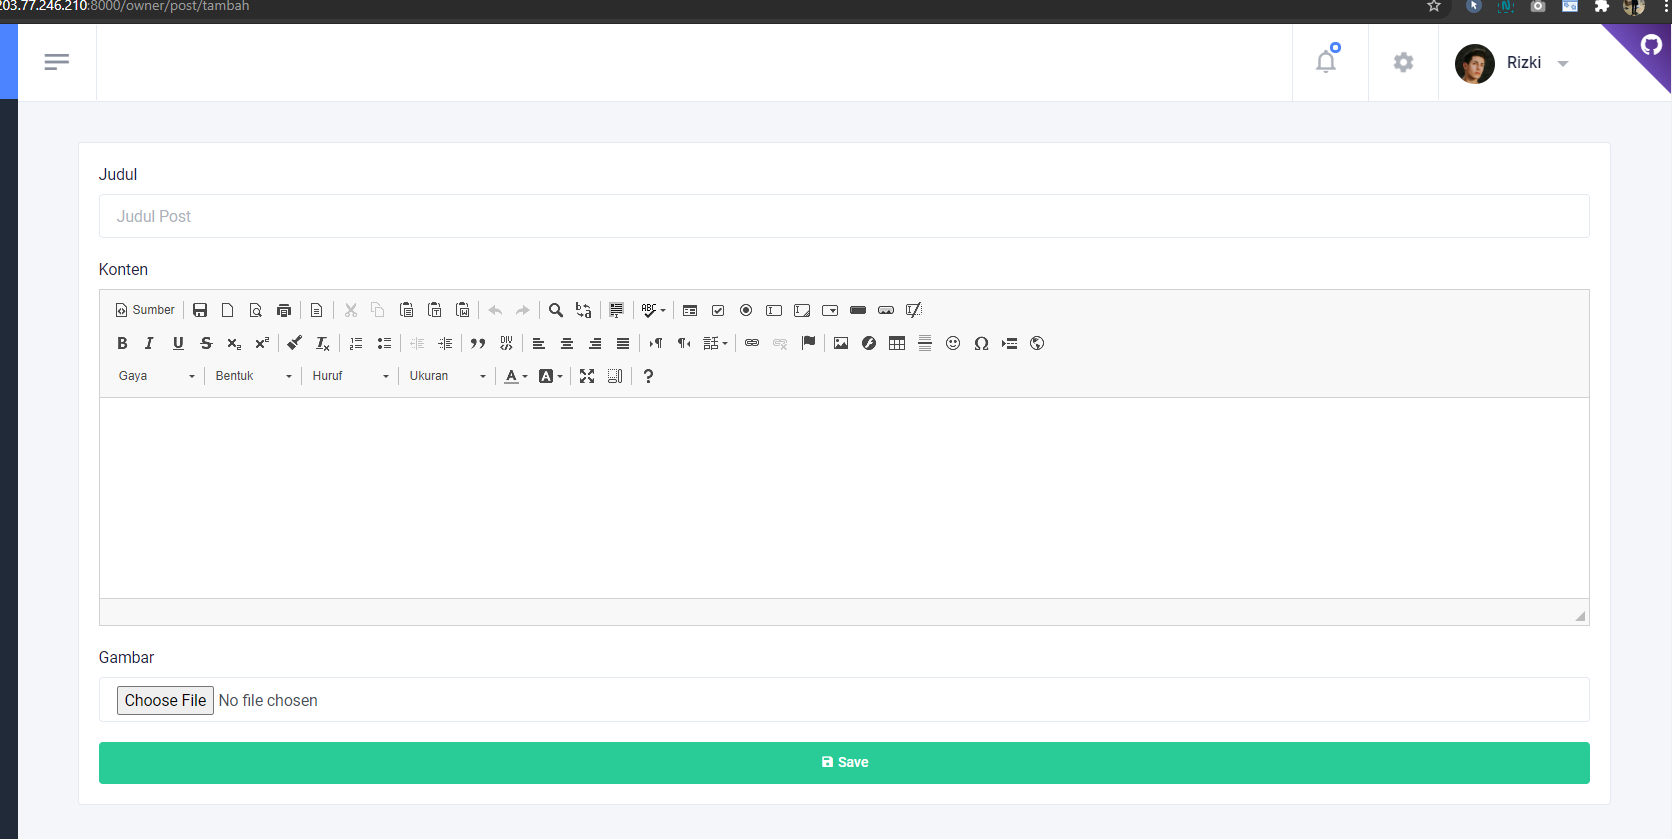 203.77.246.210:8000/owner/post/tambah
Rizki
Judul
Judul Post
Konten
Sumber
Gaya Bentuk Huruf Ukuran
Gambar
Choose File No file chosen
Save